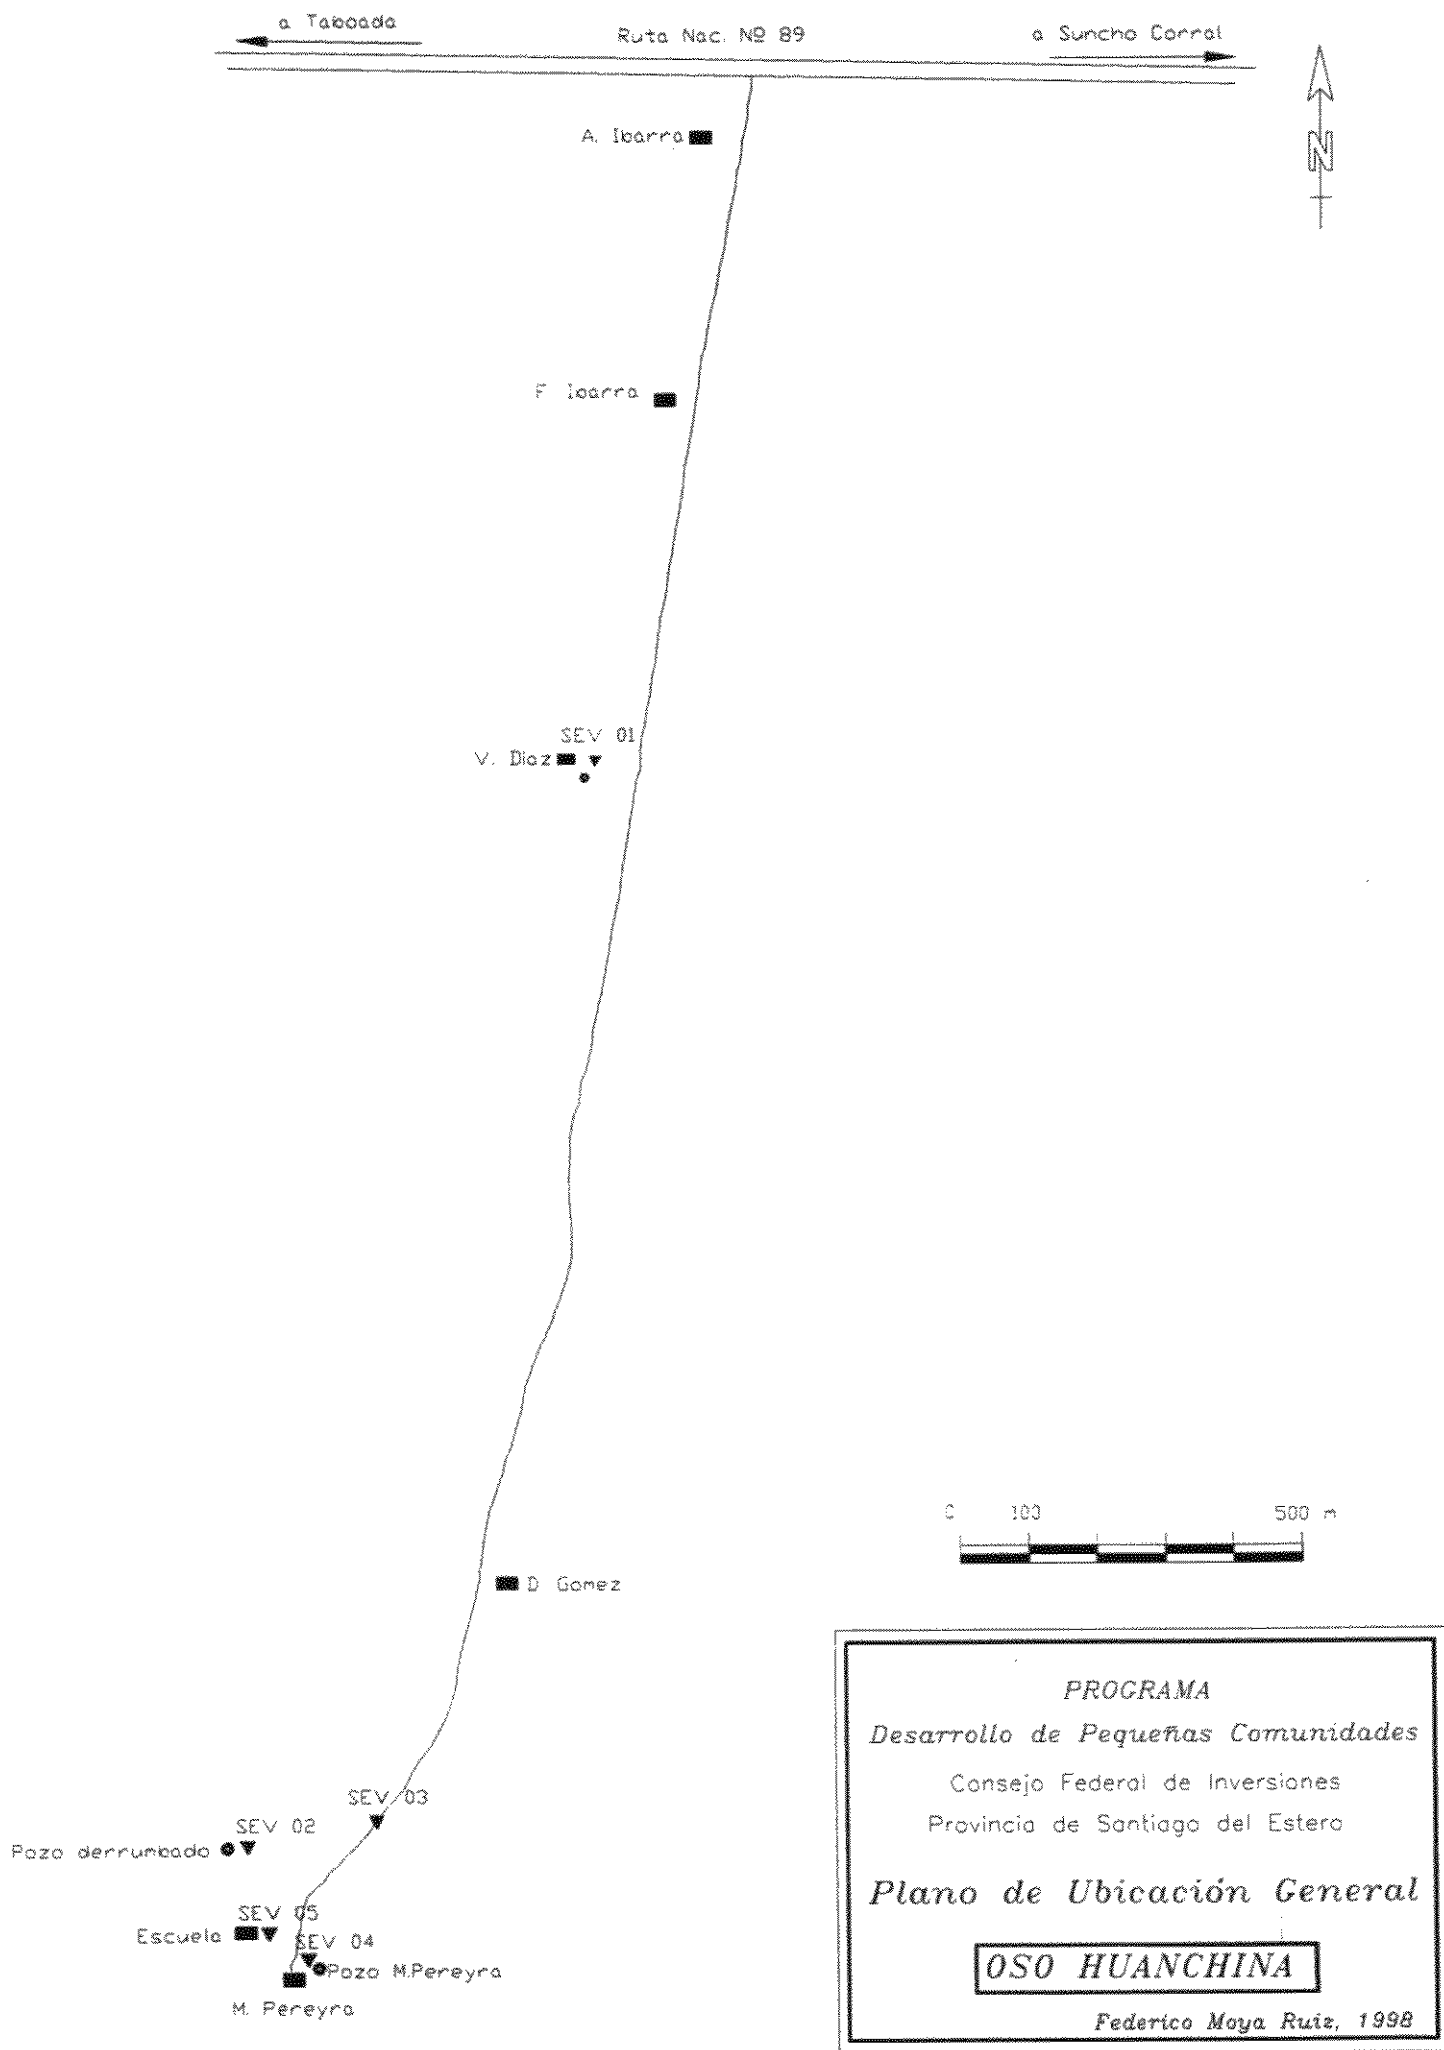 a Taboada
Ruta Nac. Nº 89
a Suncho Corral
N
A. Ibarra
F Ibarra
SEV 01
V. Diaz
0 100 500 m
D Gomez
SEV 03
SEV 02
Pozo derrumbado
SEV 05
Escuela
SEV 04
Pozo M.Pereyra
M. Pereyra
PROGRAMA
Desarrollo de Pequeñas Comunidades
Consejo Federal de Inversiones
Provincia de Santiago del Estero
Plano de Ubicación General
OSO HUANCHINA
Federico Moya Ruiz, 1998